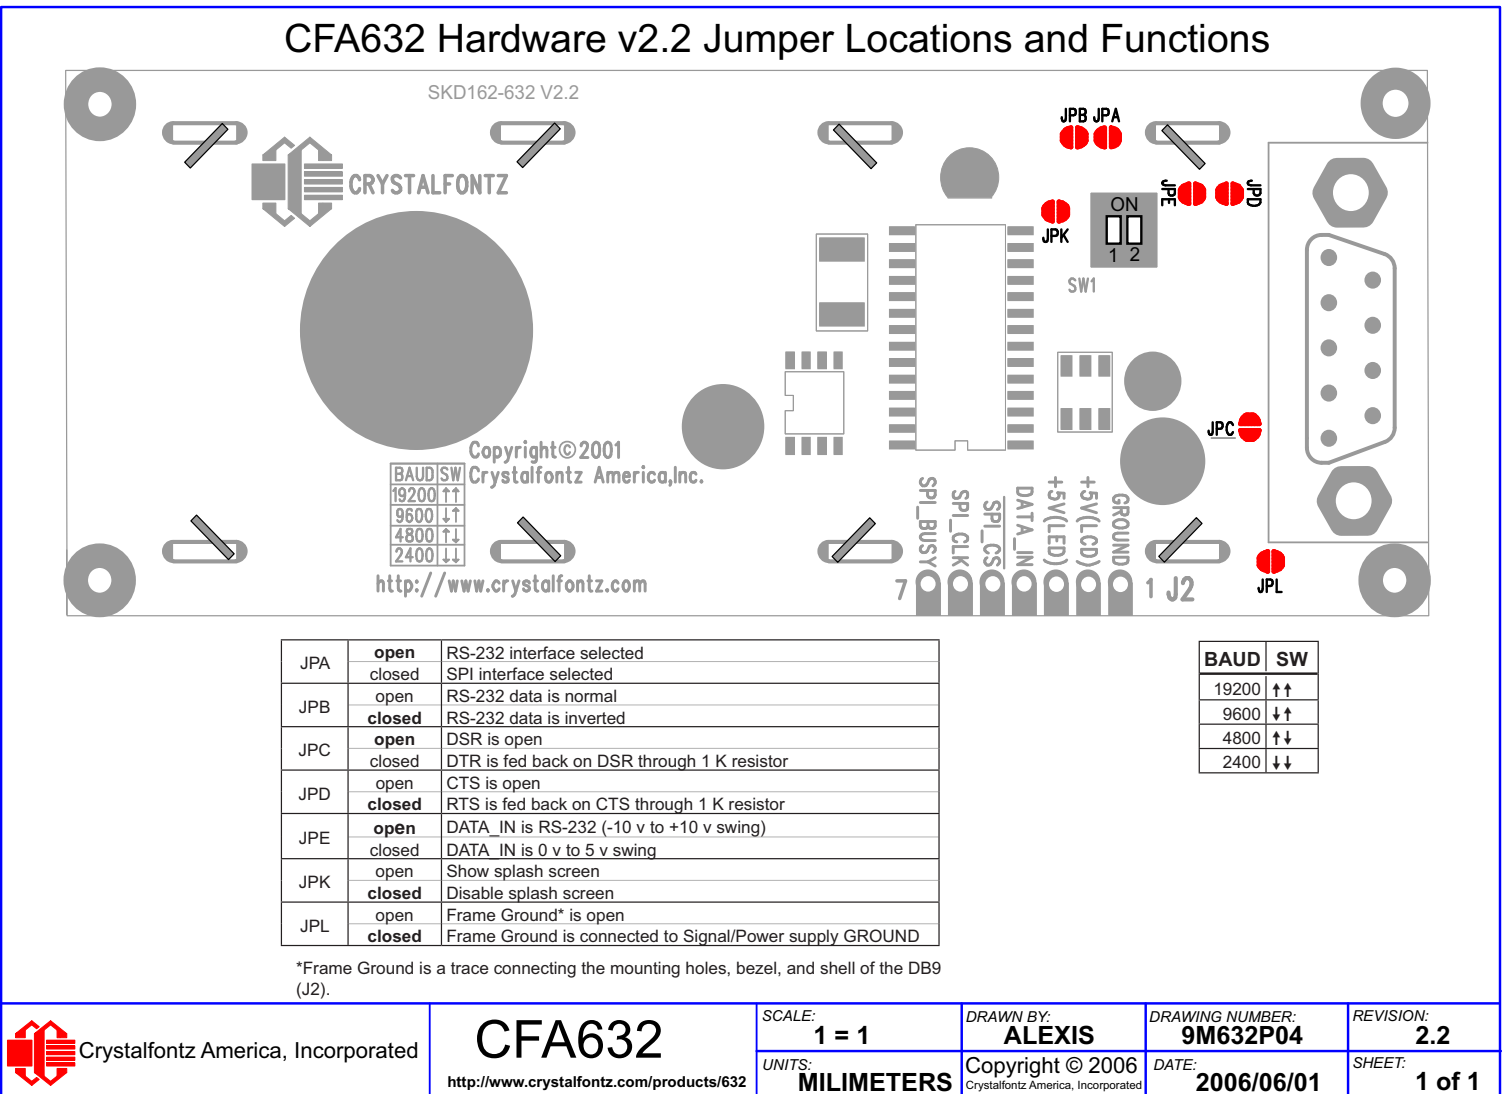 CFA632 Hardware v2.2 Jumper Locations and Functions
SKD162-632 V2.2
JPB JPA
CRYSTALFONTZ
JPE
JPD
JPK
ON
1 2
SW1
JPC
Copyright©2001
Crystalfontz America,Inc.
BAUD SW
19200 ↑↑
9600 ↓↑
4800 ↑↓
2400 ↓↓
http://www.crystalfontz.com
SPI_BUSY
SPI_CLK
SPI_CS
DATA_IN
+5V(LED)
+5V(LCD)
GROUND
7
1 J2
JPL
JPA open RS-232 interface selected
closed SPI interface selected
JPB open RS-232 data is normal
closed RS-232 data is inverted
JPC open DSR is open
closed DTR is fed back on DSR through 1 K resistor
JPD open CTS is open
closed RTS is fed back on CTS through 1 K resistor
JPE open DATA_IN is RS-232 (-10 v to +10 v swing)
closed DATA_IN is 0 v to 5 v swing
JPK open Show splash screen
closed Disable splash screen
JPL open Frame Ground* is open
closed Frame Ground is connected to Signal/Power supply GROUND
*Frame Ground is a trace connecting the mounting holes, bezel, and shell of the DB9
(J2).
BAUD SW
19200 ↑↑
9600 ↓↑
4800 ↑↓
2400 ↓↓
Crystalfontz America, Incorporated
CFA632
http://www.crystalfontz.com/products/632
SCALE:
1 = 1
UNITS:
MILIMETERS
DRAWN BY:
ALEXIS
Copyright © 2006
Crystalfontz America, Incorporated
DRAWING NUMBER:
9M632P04
DATE:
2006/06/01
REVISION:
2.2
SHEET:
1 of 1